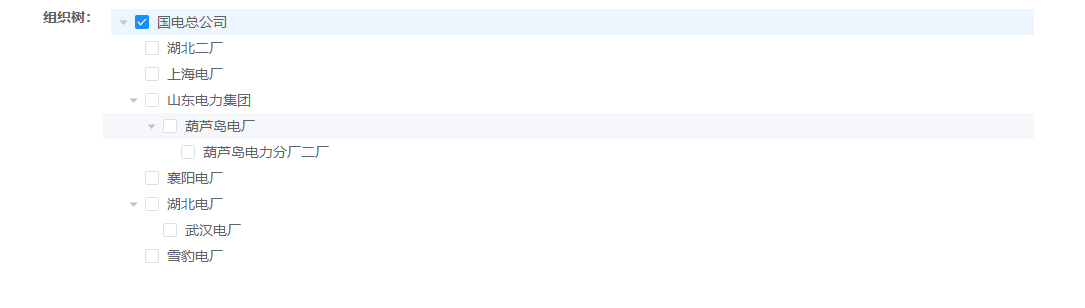 组织树：
国电总公司
湖北二厂
上海电厂
山东电力集团
葫芦岛电厂
葫芦岛电力分厂二厂
襄阳电厂
湖北电厂
武汉电厂
雪豹电厂